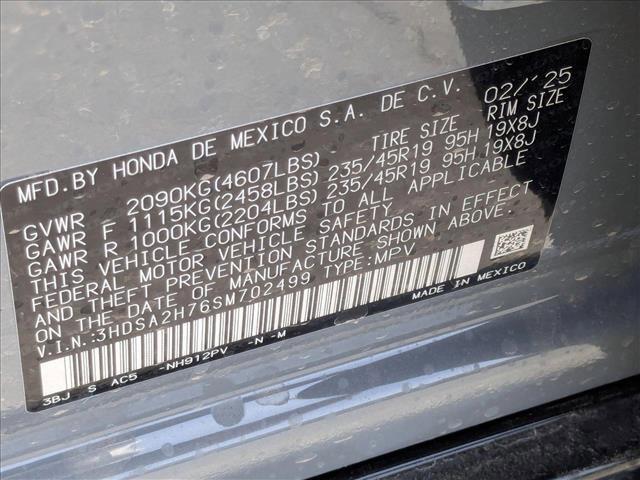 MFD.BY HONDA DE MEXICO S.A. DE C.V. 02/'25
TIRE SIZE RIM SIZE
GVWR 2090KG(4607LBS)
GAWR F 1115KG(2458LBS) 235/45R19 95H 19X8J
GAWR R 1000KG(2204LBS) 235/45R19 95H 19X8J
THIS VEHICLE CONFORMS TO ALL APPLICABLE
FEDERAL MOTOR VEHICLE SAFETY
AND THEFT PREVENTION STANDARDS IN EFFECT
ON THE DATE OF MANUFACTURE SHOWN ABOVE.
V.I.N.:3HDSA2H76SM702499 TYPE:MPV
MADE IN MEXICO
3BJ S AC5 -NH912PV -N -M